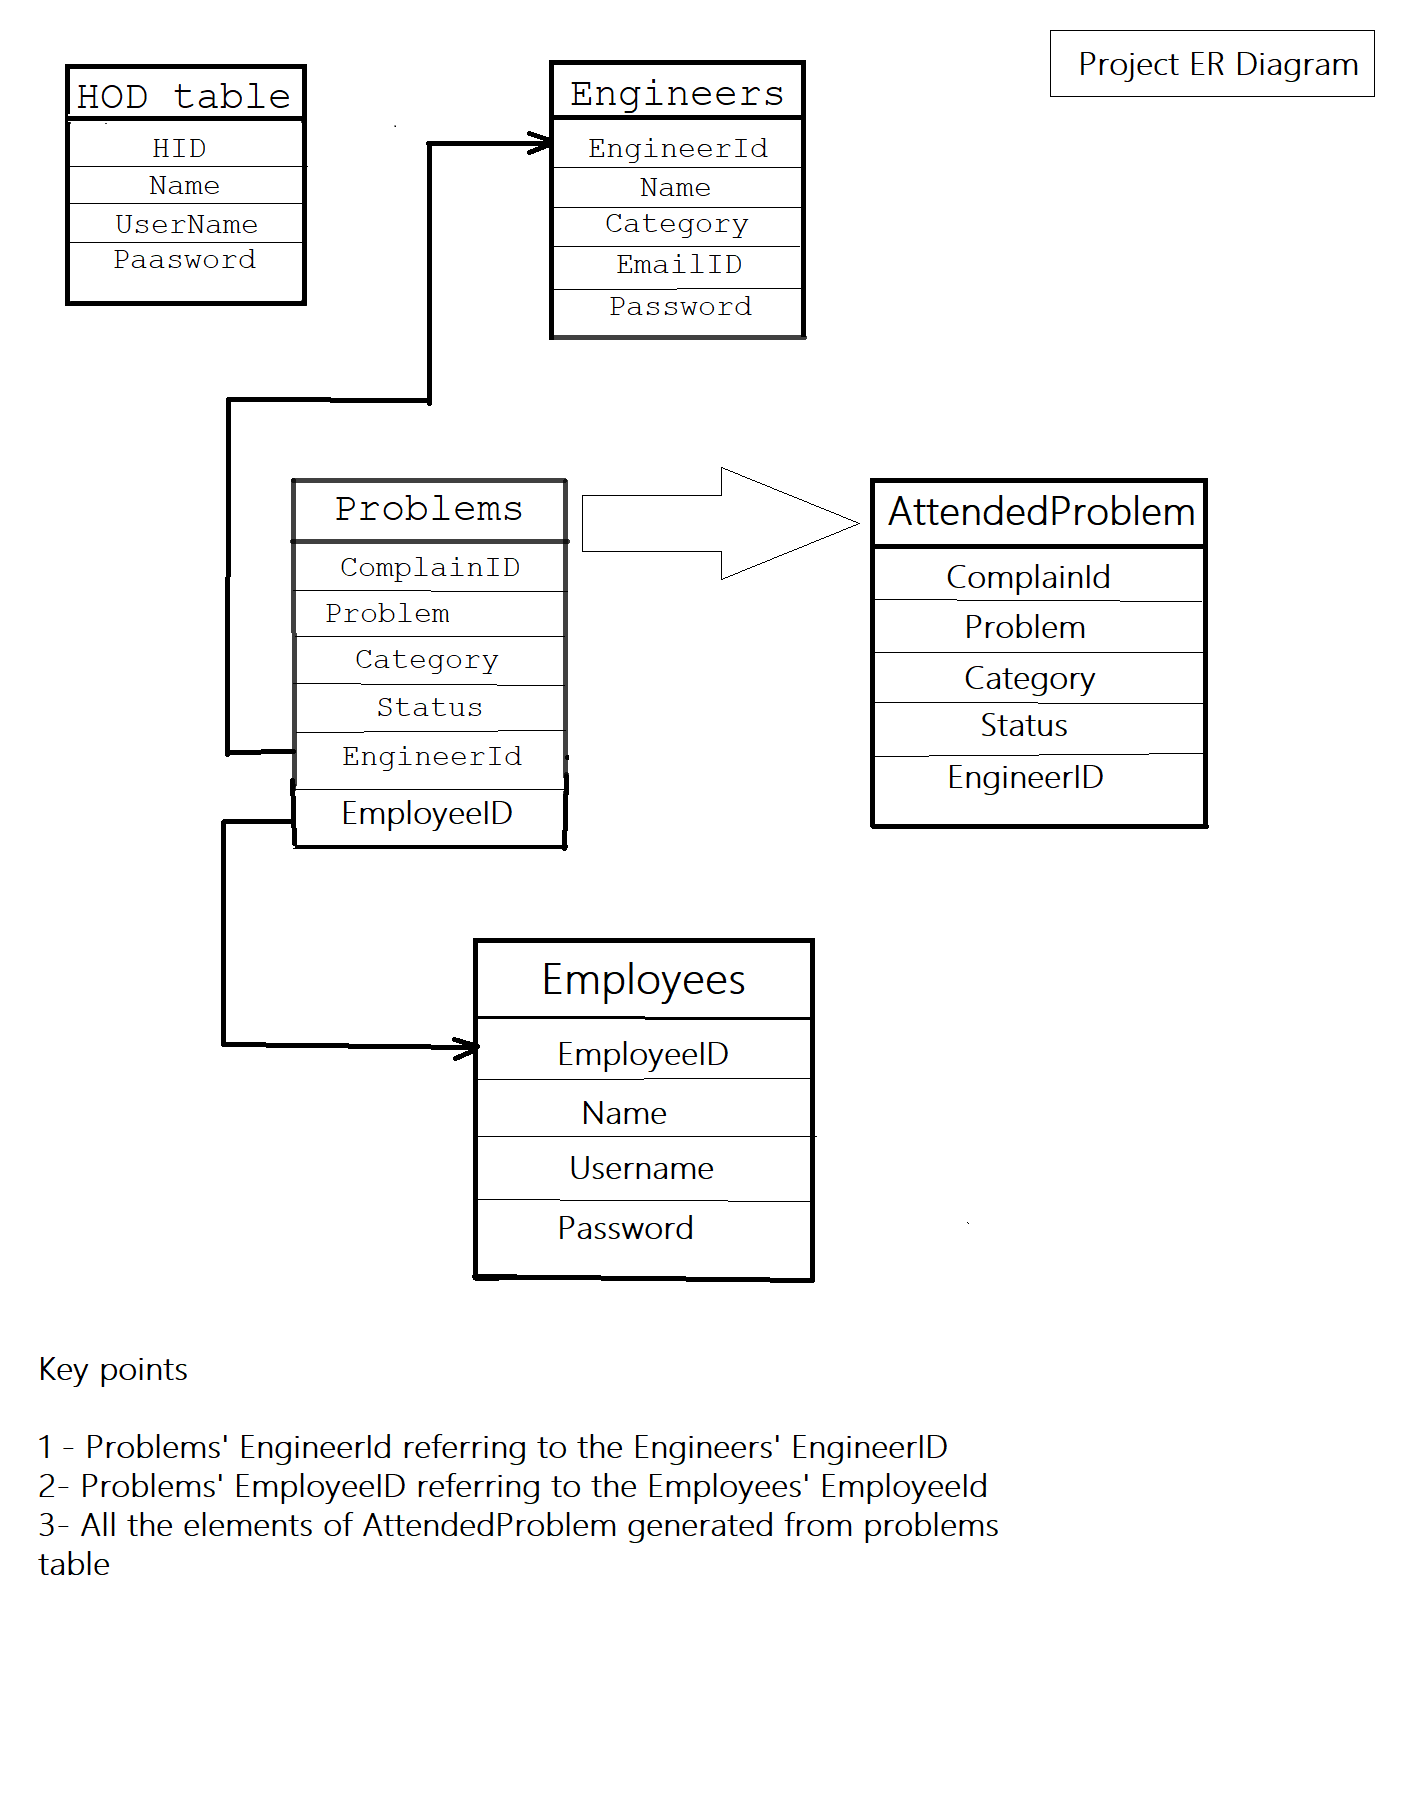 Project ER Diagram
HOD table
HID
Name
UserName
Paasword
Engineers
EngineerId
Name
Category
EmailID
Password
Problems
ComplainID
Problem
Category
Status
EngineerId
EmployeeID
AttendedProblem
ComplainId
Problem
Category
Status
EngineerID
Employees
EmployeeID
Name
Username
Password
Key points
1 - Problems' EngineerId referring to the Engineers' EngineerID
2- Problems' EmployeeID referring to the Employees' EmployeeId
3- All the elements of AttendedProblem generated from problems
table